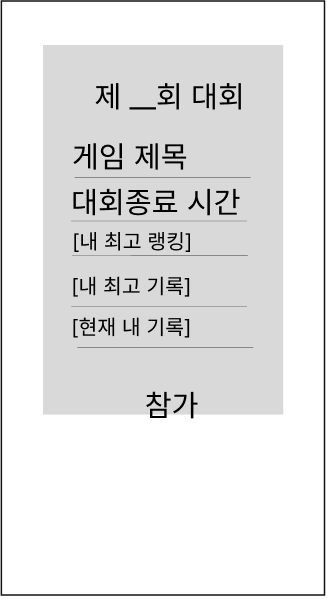 제 __회 대회
게임 제목
대회종료 시간
[내 최고 랭킹]
[내 최고 기록]
[현재 내 기록]
참가